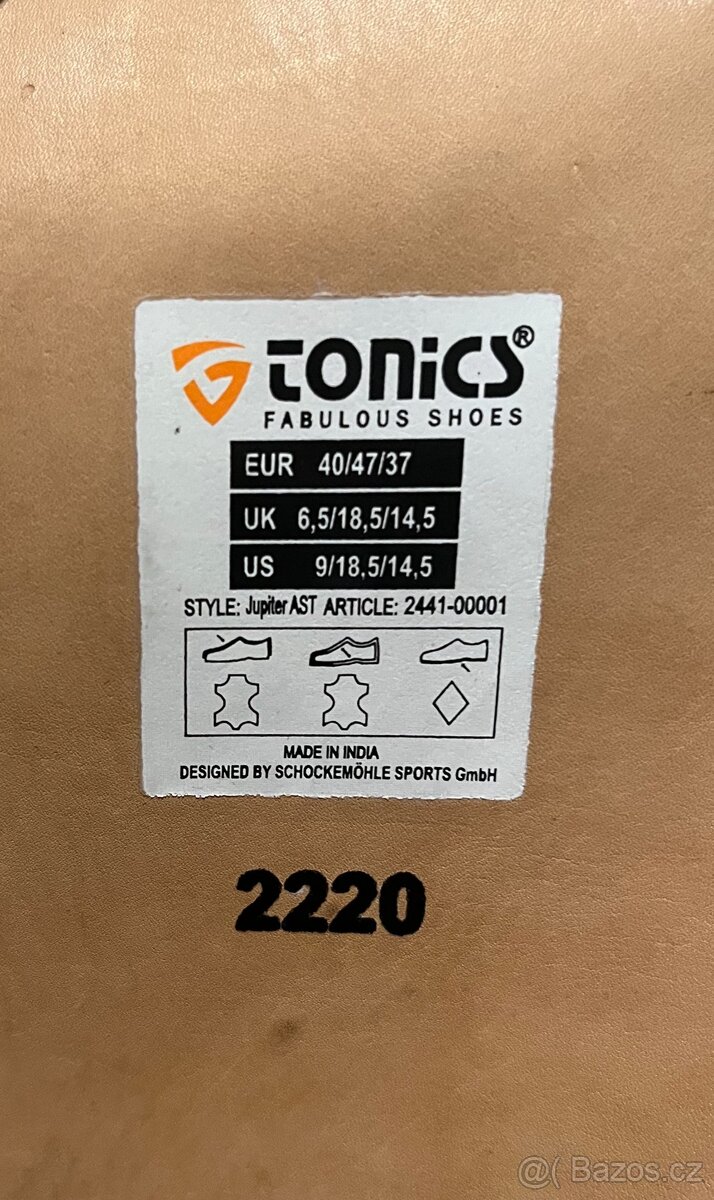 TONiCS®
FABULOUS SHOES
EUR 40/47/37
UK 6,5/18,5/14,5
US 9/18,5/14,5
STYLE: Jupiter AST ARTICLE: 2441-00001
MADE IN INDIA
DESIGNED BY SCHOCKEMÖHLE SPORTS GmbH
2220
@( Bazos.cz